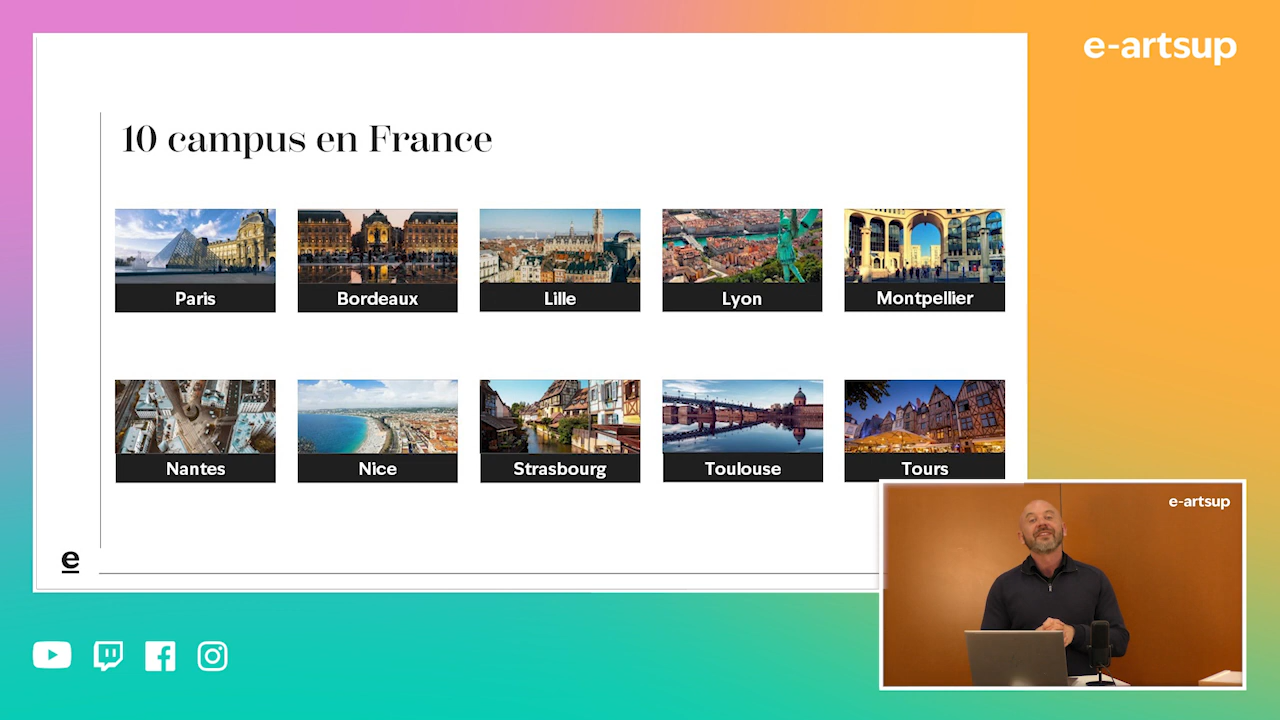 e-artsup
10 campus en France
Paris
Bordeaux
Lille
Lyon
Montpellier
Nantes
Nice
Strasbourg
Toulouse
Tours
e-artsup
e